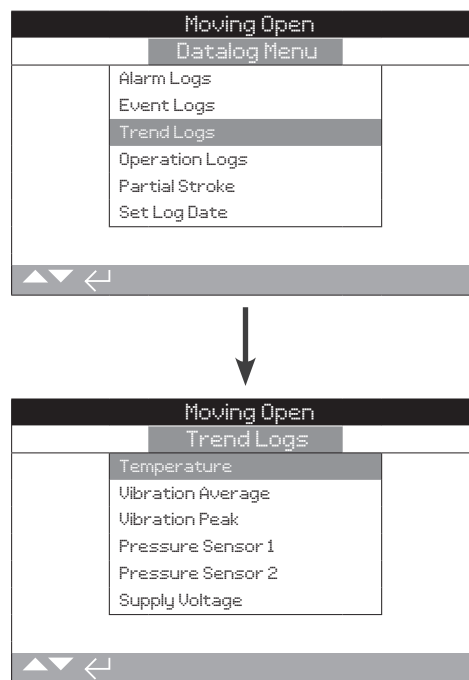 Moving Open
Datalog Menu
Alarm Logs
Event Logs
Trend Logs
Operation Logs
Partial Stroke
Set Log Date
Moving Open
Trend Logs
Temperature
Vibration Average
Vibration Peak
Pressure Sensor 1
Pressure Sensor 2
Supply Voltage